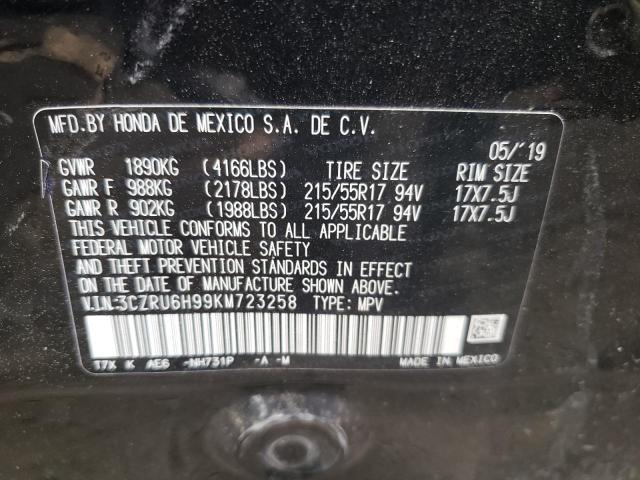 MFD.BY HONDA DE MEXICO S.A. DE C.V.
05/'19
GVWR 1890KG (4166LBS) TIRE SIZE RIM SIZE
GAWR F 988KG (2178LBS) 215/55R17 94V 17X7.5J
GAWR R 902KG (1988LBS) 215/55R17 94V 17X7.5J
THIS VEHICLE CONFORMS TO ALL APPLICABLE
FEDERAL MOTOR VEHICLE SAFETY
AND THEFT PREVENTION STANDARDS IN EFFECT
ON THE DATE OF MANUFACTURE SHOWN ABOVE.
V.I.N:3CZRU6H99KM723258 TYPE: MPV
T7X K AE6 -NH731P -A -M MADE IN MEXICO